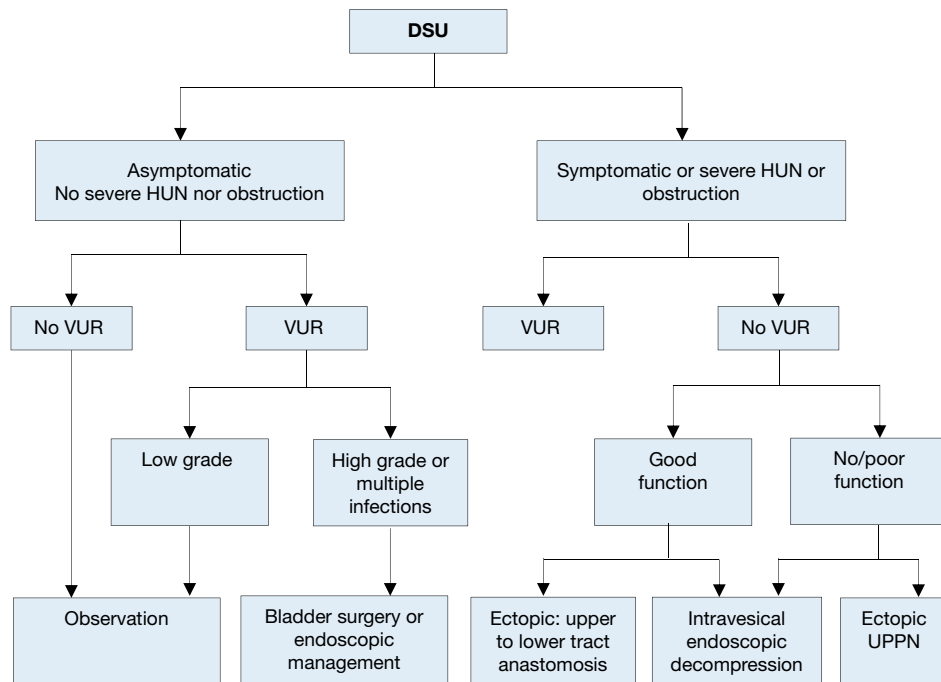 DSU
Asymptomatic
No severe HUN nor obstruction
Symptomatic or severe HUN or
obstruction
No VUR
VUR
VUR
No VUR
Low grade
High grade or
multiple
infections
Good
function
No/poor
function
Observation
Bladder surgery or
endoscopic
management
Ectopic: upper
to lower tract
anastomosis
Intravesical
endoscopic
decompression
Ectopic
UPPN